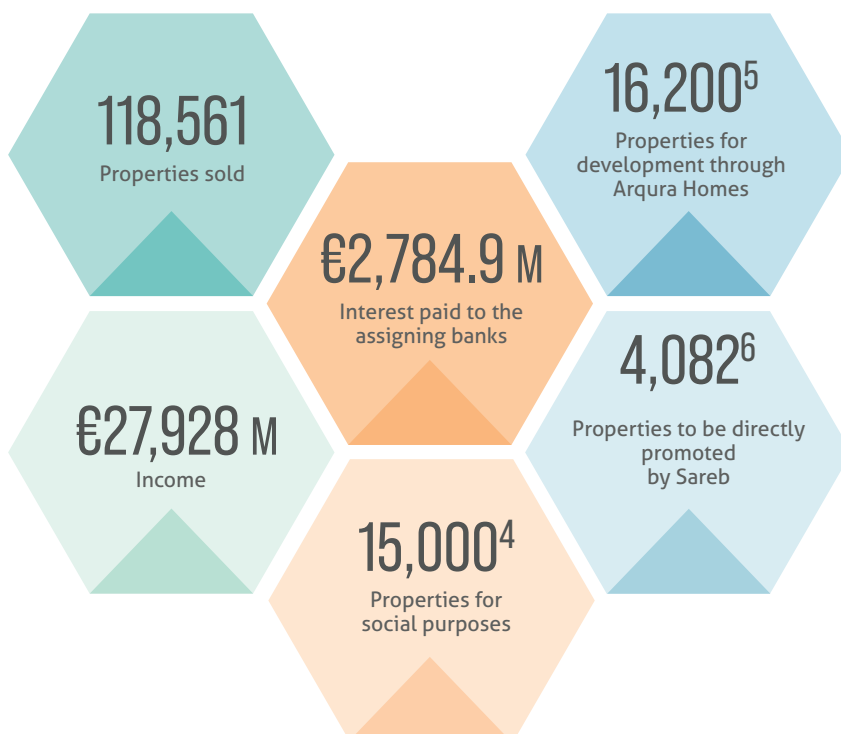 118,561
Properties sold
16,200⁵
Properties for
development through
Arqura Homes
€2,784.9 M
Interest paid to the
assigning banks
€27,928 M
Income
4,082⁶
Properties to be directly
promoted
by Sareb
15,000⁴
Properties for
social purposes